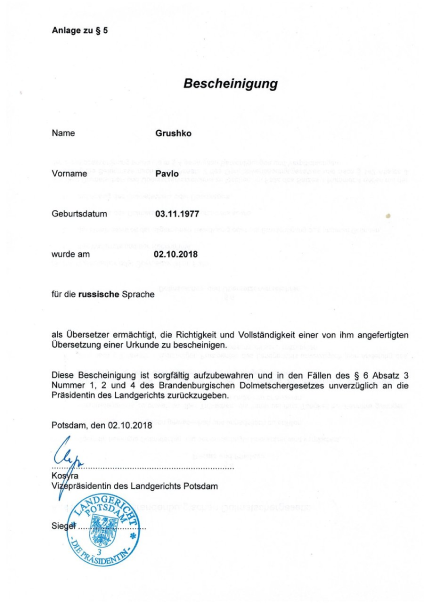 Anlage zu § 5
Bescheinigung
Name Grushko
Vorname Pavlo
Geburtsdatum 03.11.1977
wurde am 02.10.2018
für die russische Sprache
als Übersetzer ermächtigt, die Richtigkeit und Vollständigkeit einer von ihm angefertigten
Übersetzung einer Urkunde zu bescheinigen.
Diese Bescheinigung ist sorgfältig aufzubewahren und in den Fällen des § 6 Absatz 3
Nummer 1, 2 und 4 des Brandenburgischen Dolmetschergesetzes unverzüglich an die
Präsidentin des Landgerichts zurückzugeben.
Potsdam, den 02.10.2018
Kosyra
Vizepräsidentin des Landgerichts Potsdam
Siegel
LANDGERICHT
POTSDAM
3
- DIE PRÄSIDENTIN -